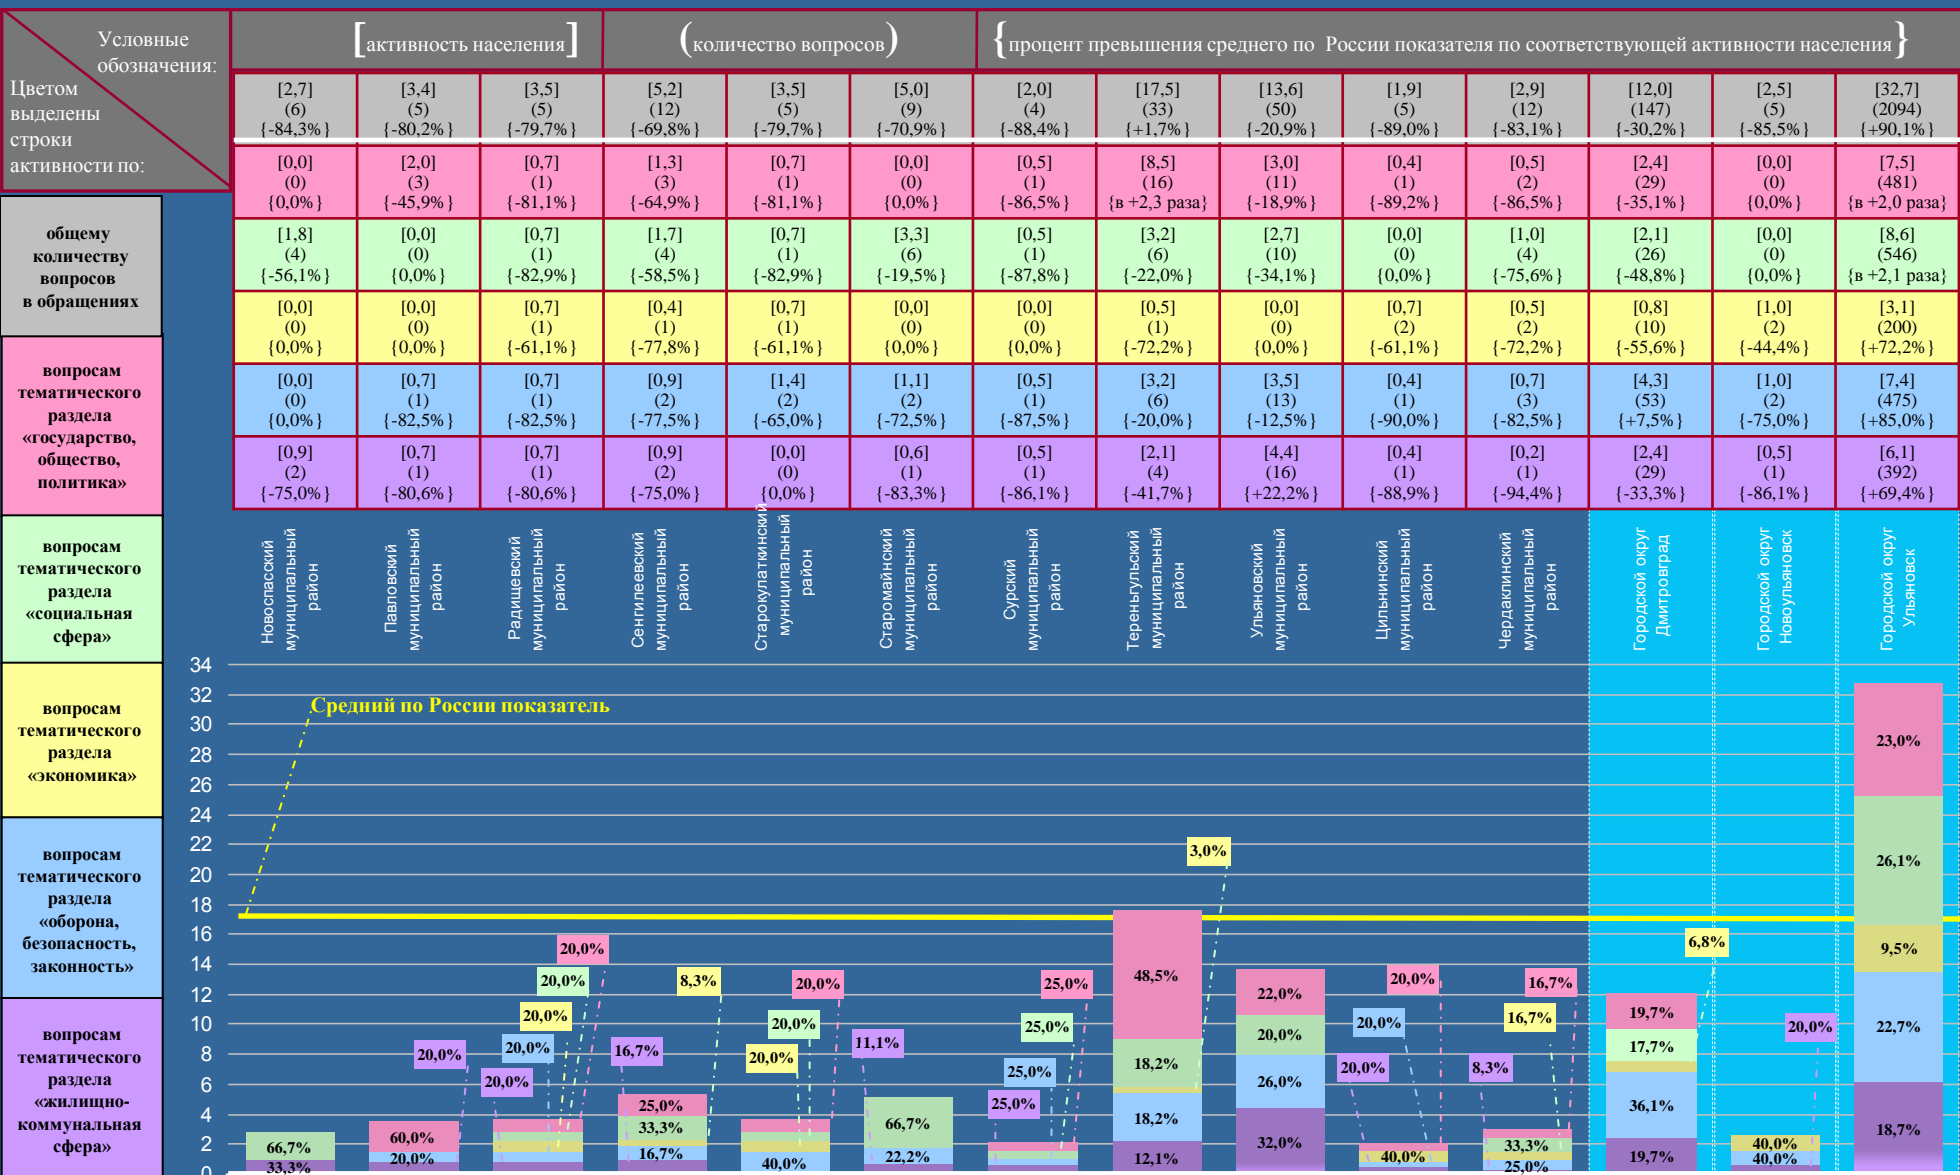 Условные
обозначения:
Цветом
выделены
строки
активности по:
[активность населения]
(количество вопросов)
{процент превышения среднего по России показателя по соответствующей активности населения}
[2,7] [3,4] [3,5] [5,2] [3,5] [5,0] [2,0] [17,5] [13,6] [1,9] [2,9] [12,0] [2,5] [32,7]
(6) (5) (5) (12) (5) (9) (4) (33) (50) (5) (12) (147) (5) (2094)
{-84,3%} {-80,2%} {-79,7%} {-69,8%} {-79,7%} {-70,9%} {-88,4%} {+1,7%} {-20,9%} {-89,0%} {-83,1%} {-30,2%} {-85,5%} {+90,1%}
[0,0] [2,0] [0,7] [1,3] [0,7] [0,0] [0,5] [8,5] [3,0] [0,4] [0,5] [2,4] [0,0] [7,5]
(0) (3) (1) (3) (1) (0) (1) (16) (11) (1) (2) (29) (0) (481)
{0,0%} {-45,9%} {-81,1%} {-64,9%} {-81,1%} {0,0%} {-86,5%} {в +2,3 раза} {-18,9%} {-89,2%} {-86,5%} {-35,1%} {0,0%} {в +2,0 раза}
[1,8] [0,0] [0,7] [1,7] [0,7] [3,3] [0,5] [3,2] [2,7] [0,0] [1,0] [2,1] [0,0] [8,6]
(4) (0) (1) (4) (1) (6) (1) (6) (10) (0) (4) (26) (0) (546)
{-56,1%} {0,0%} {-82,9%} {-58,5%} {-82,9%} {-19,5%} {-87,8%} {-22,0%} {-34,1%} {0,0%} {-75,6%} {-48,8%} {0,0%} {в +2,1 раза}
[0,0] [0,0] [0,7] [0,4] [0,7] [0,0] [0,0] [0,5] [0,0] [0,7] [0,5] [0,8] [1,0] [3,1]
(0) (0) (1) (1) (1) (0) (0) (1) (0) (2) (2) (10) (2) (200)
{0,0%} {0,0%} {-61,1%} {-77,8%} {-61,1%} {0,0%} {0,0%} {-72,2%} {0,0%} {-61,1%} {-72,2%} {-55,6%} {-44,4%} {+72,2%}
[0,0] [0,7] [0,7] [0,9] [1,4] [1,1] [0,5] [3,2] [3,5] [0,4] [0,7] [4,3] [1,0] [7,4]
(0) (1) (1) (2) (2) (2) (1) (6) (13) (1) (3) (53) (2) (475)
{0,0%} {-82,5%} {-82,5%} {-77,5%} {-65,0%} {-72,5%} {-87,5%} {-20,0%} {-12,5%} {-90,0%} {-82,5%} {+7,5%} {-75,0%} {+85,0%}
[0,9] [0,7] [0,7] [0,9] [0,0] [0,6] [0,5] [2,1] [4,4] [0,4] [0,2] [2,4] [0,5] [6,1]
(2) (1) (1) (2) (0) (1) (1) (4) (16) (1) (1) (29) (1) (392)
{-75,0%} {-80,6%} {-80,6%} {-75,0%} {0,0%} {-83,3%} {-86,1%} {-41,7%} {+22,2%} {-88,9%} {-94,4%} {-33,3%} {-86,1%} {+69,4%}
общему
количеству
вопросов
в обращениях
вопросам
тематического
раздела
«государство,
общество,
политика»
вопросам
тематического
раздела
«социальная
сфера»
вопросам
тематического
раздела
«экономика»
вопросам
тематического
раздела
«оборона,
безопасность,
законность»
вопросам
тематического
раздела
«жилищно-
коммунальная
сфера»
Новоспасский
муниципальный
район
Павловский
муниципальный
район
Радищевский
муниципальный
район
Сенгилеевский
муниципальный
район
Старокулаткинский
муниципальный
район
Старомайнский
муниципальный
район
Сурский
муниципальный
район
Тереньгульский
муниципальный
район
Ульяновский
муниципальный
район
Цильнинский
муниципальный
район
Чердаклинский
муниципальный
район
Городской округ
Дмитровград
Городской округ
Новоульяновск
Городской округ
Ульяновск
34
32
30
28
26
24
22
20
18
16
14
12
10
8
6
4
2
0
Средний по России показатель
66,7%
33,3%
20,0%
60,0%
20,0%
20,0%
20,0%
20,0%
20,0%
20,0%
8,3%
16,7%
25,0%
33,3%
16,7%
20,0%
20,0%
20,0%
40,0%
11,1%
66,7%
22,2%
25,0%
25,0%
25,0%
25,0%
3,0%
48,5%
18,2%
18,2%
12,1%
22,0%
20,0%
26,0%
32,0%
20,0%
20,0%
20,0%
40,0%
16,7%
16,7%
8,3%
33,3%
25,0%
6,8%
19,7%
17,7%
36,1%
19,7%
20,0%
40,0%
40,0%
23,0%
26,1%
9,5%
22,7%
18,7%